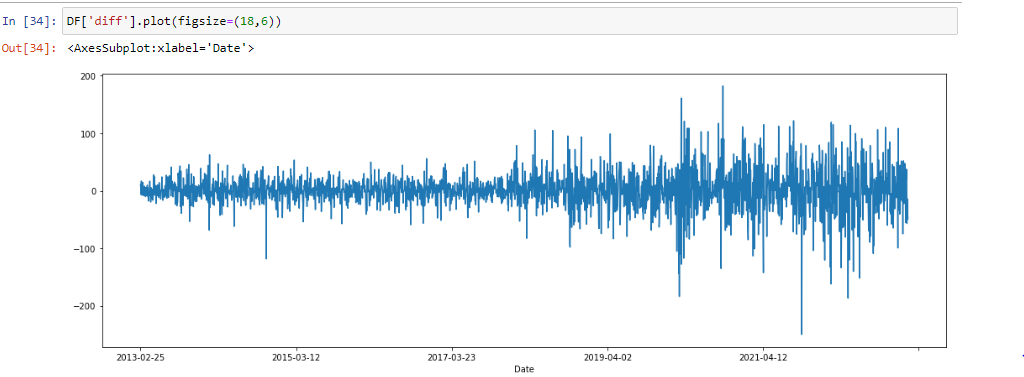 In [34]: DF['diff'].plot(figsize=(18,6))
Out[34]: <AxesSubplot:xlabel='Date'>
200
100
0
−100
−200
2013-02-25 2015-03-12 2017-03-23 2019-04-02 2021-04-12
Date